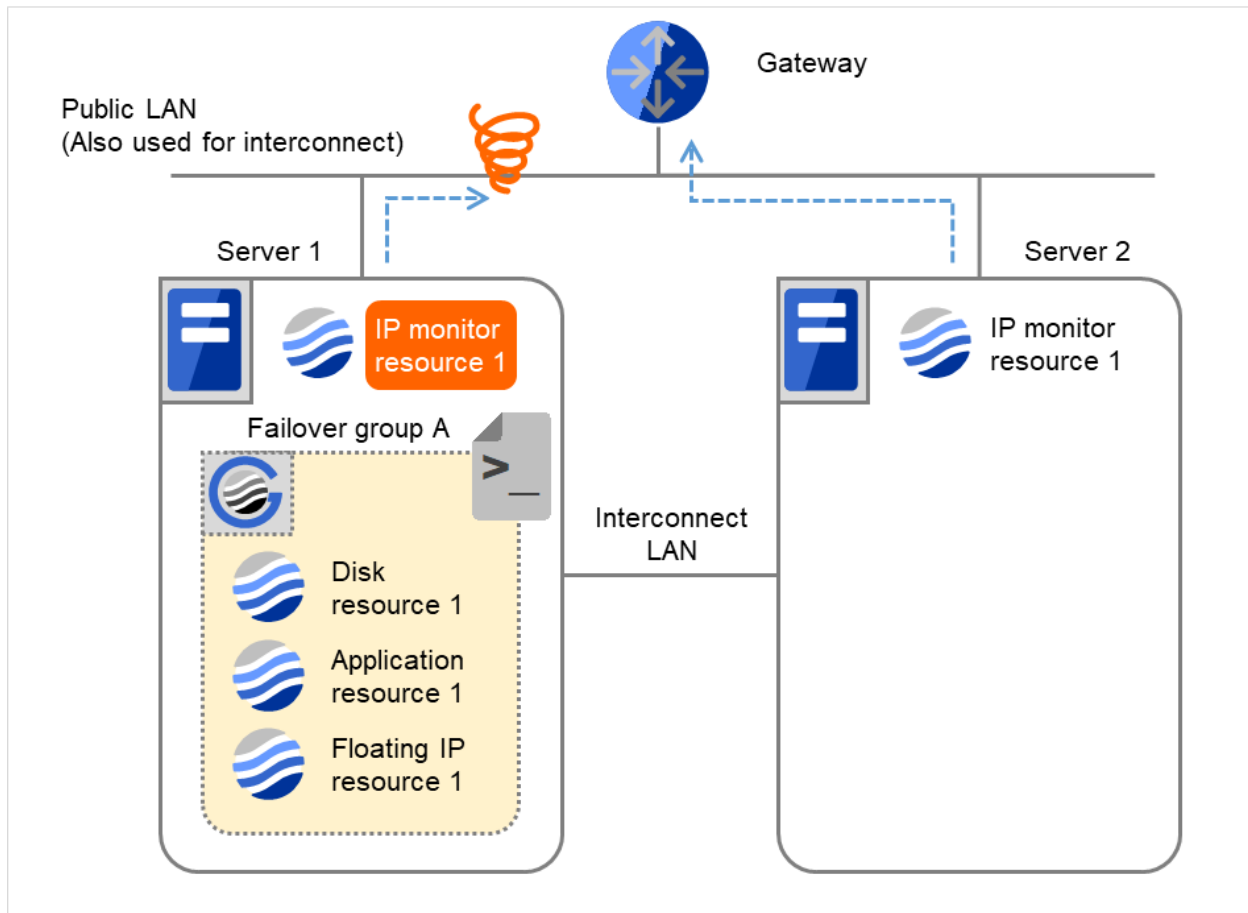 Gateway
Public LAN
(Also used for interconnect)
Server 1
Server 2
IP monitor
resource 1
IP monitor
resource 1
Failover group A
>_
Interconnect
LAN
Disk
resource 1
Application
resource 1
Floating IP
resource 1